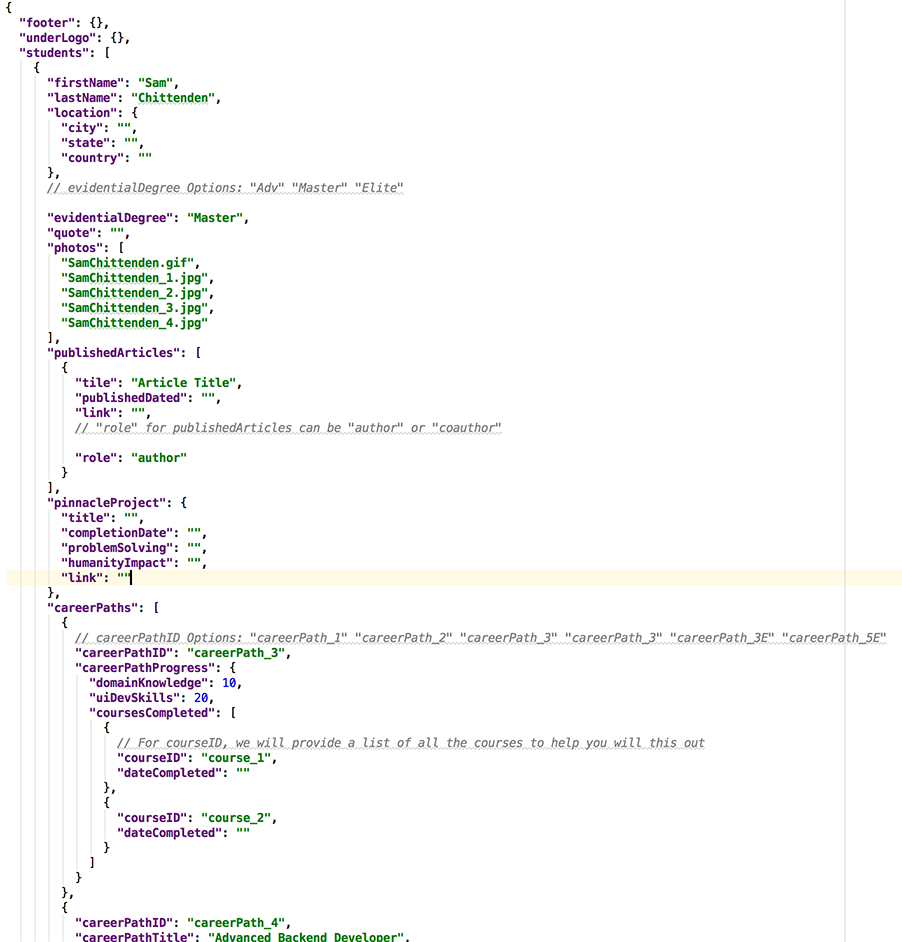 {
"footer": {},
"underLogo": {},
"students": [
{
"firstName": "Sam",
"lastName": "Chittenden",
"location": {
"city": "",
"state": "",
"country": ""
},
// evidentialDegree Options: "Adv" "Master" "Elite"
"evidentialDegree": "Master",
"quote": "",
"photos": [
"SamChittenden.gif",
"SamChittenden_1.jpg",
"SamChittenden_2.jpg",
"SamChittenden_3.jpg",
"SamChittenden_4.jpg"
],
"publishedArticles": [
{
"tile": "Article Title",
"publishedDated": "",
"link": "",
// "role" for publishedArticles can be "author" or "coauthor"
"role": "author"
}
],
"pinnacleProject": {
"title": "",
"completionDate": "",
"problemSolving": "",
"humanityImpact": "",
"link": ""
},
"careerPaths": [
{
// careerPathID Options: "careerPath_1" "careerPath_2" "careerPath_3" "careerPath_3" "careerPath_3E" "careerPath_5E"
"careerPathID": "careerPath_3",
"careerPathProgress": {
"domainKnowledge": 10,
"uiDevSkills": 20,
"coursesCompleted": [
{
// For courseID, we will provide a list of all the courses to help you will this out
"courseID": "course_1",
"dateCompleted": ""
},
{
"courseID": "course_2",
"dateCompleted": ""
}
]
}
},
{
"careerPathID": "careerPath_4",
"careerPathTitle": "Advanced Backend Developer",